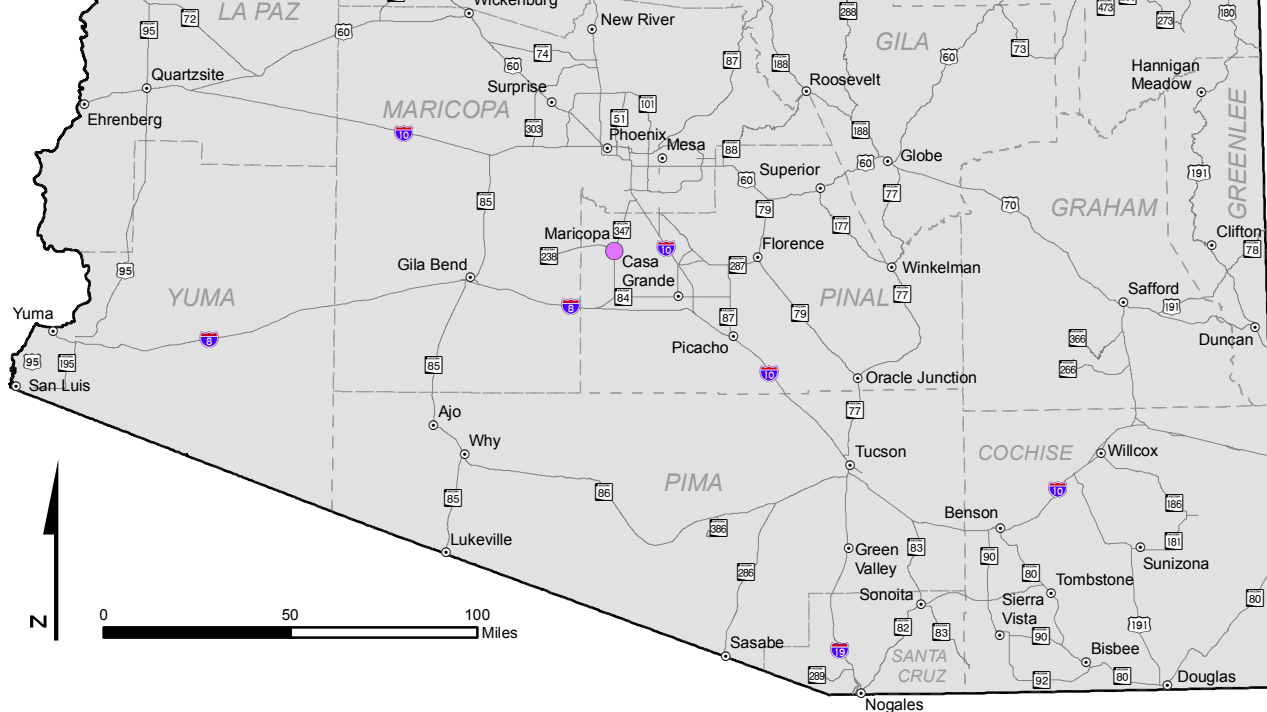 LA PAZ
Wickenburg
72
95
60
New River
288
GILA
473
273
180
74
60
87
188
60
73
Hannigan
Meadow
Quartzsite
Surprise
Roosevelt
Ehrenberg
MARICOPA
101
51
303
10
Phoenix
Mesa
88
188
Globe
60
Superior
60
191
GREENLEE
85
77
79
70
GRAHAM
177
Maricopa
347
238
10
Casa
Grande
Florence
287
Clifton
78
95
Gila Bend
Winkelman
YUMA
84
8
PINAL
77
Safford
191
Yuma
8
87
79
Picacho
366
Duncan
95
195
85
10
266
San Luis
Oracle Junction
77
Ajo
Why
Tucson
COCHISE
Willcox
PIMA
85
86
10
186
386
Benson
Lukeville
Green
Valley
83
90
181
Sunizona
286
80
Tombstone
Sonoita
Sierra
Vista
80
N
0
50
100
Miles
82
83
90
191
Sasabe
19
SANTA
CRUZ
Bisbee
289
92
80
Douglas
Nogales